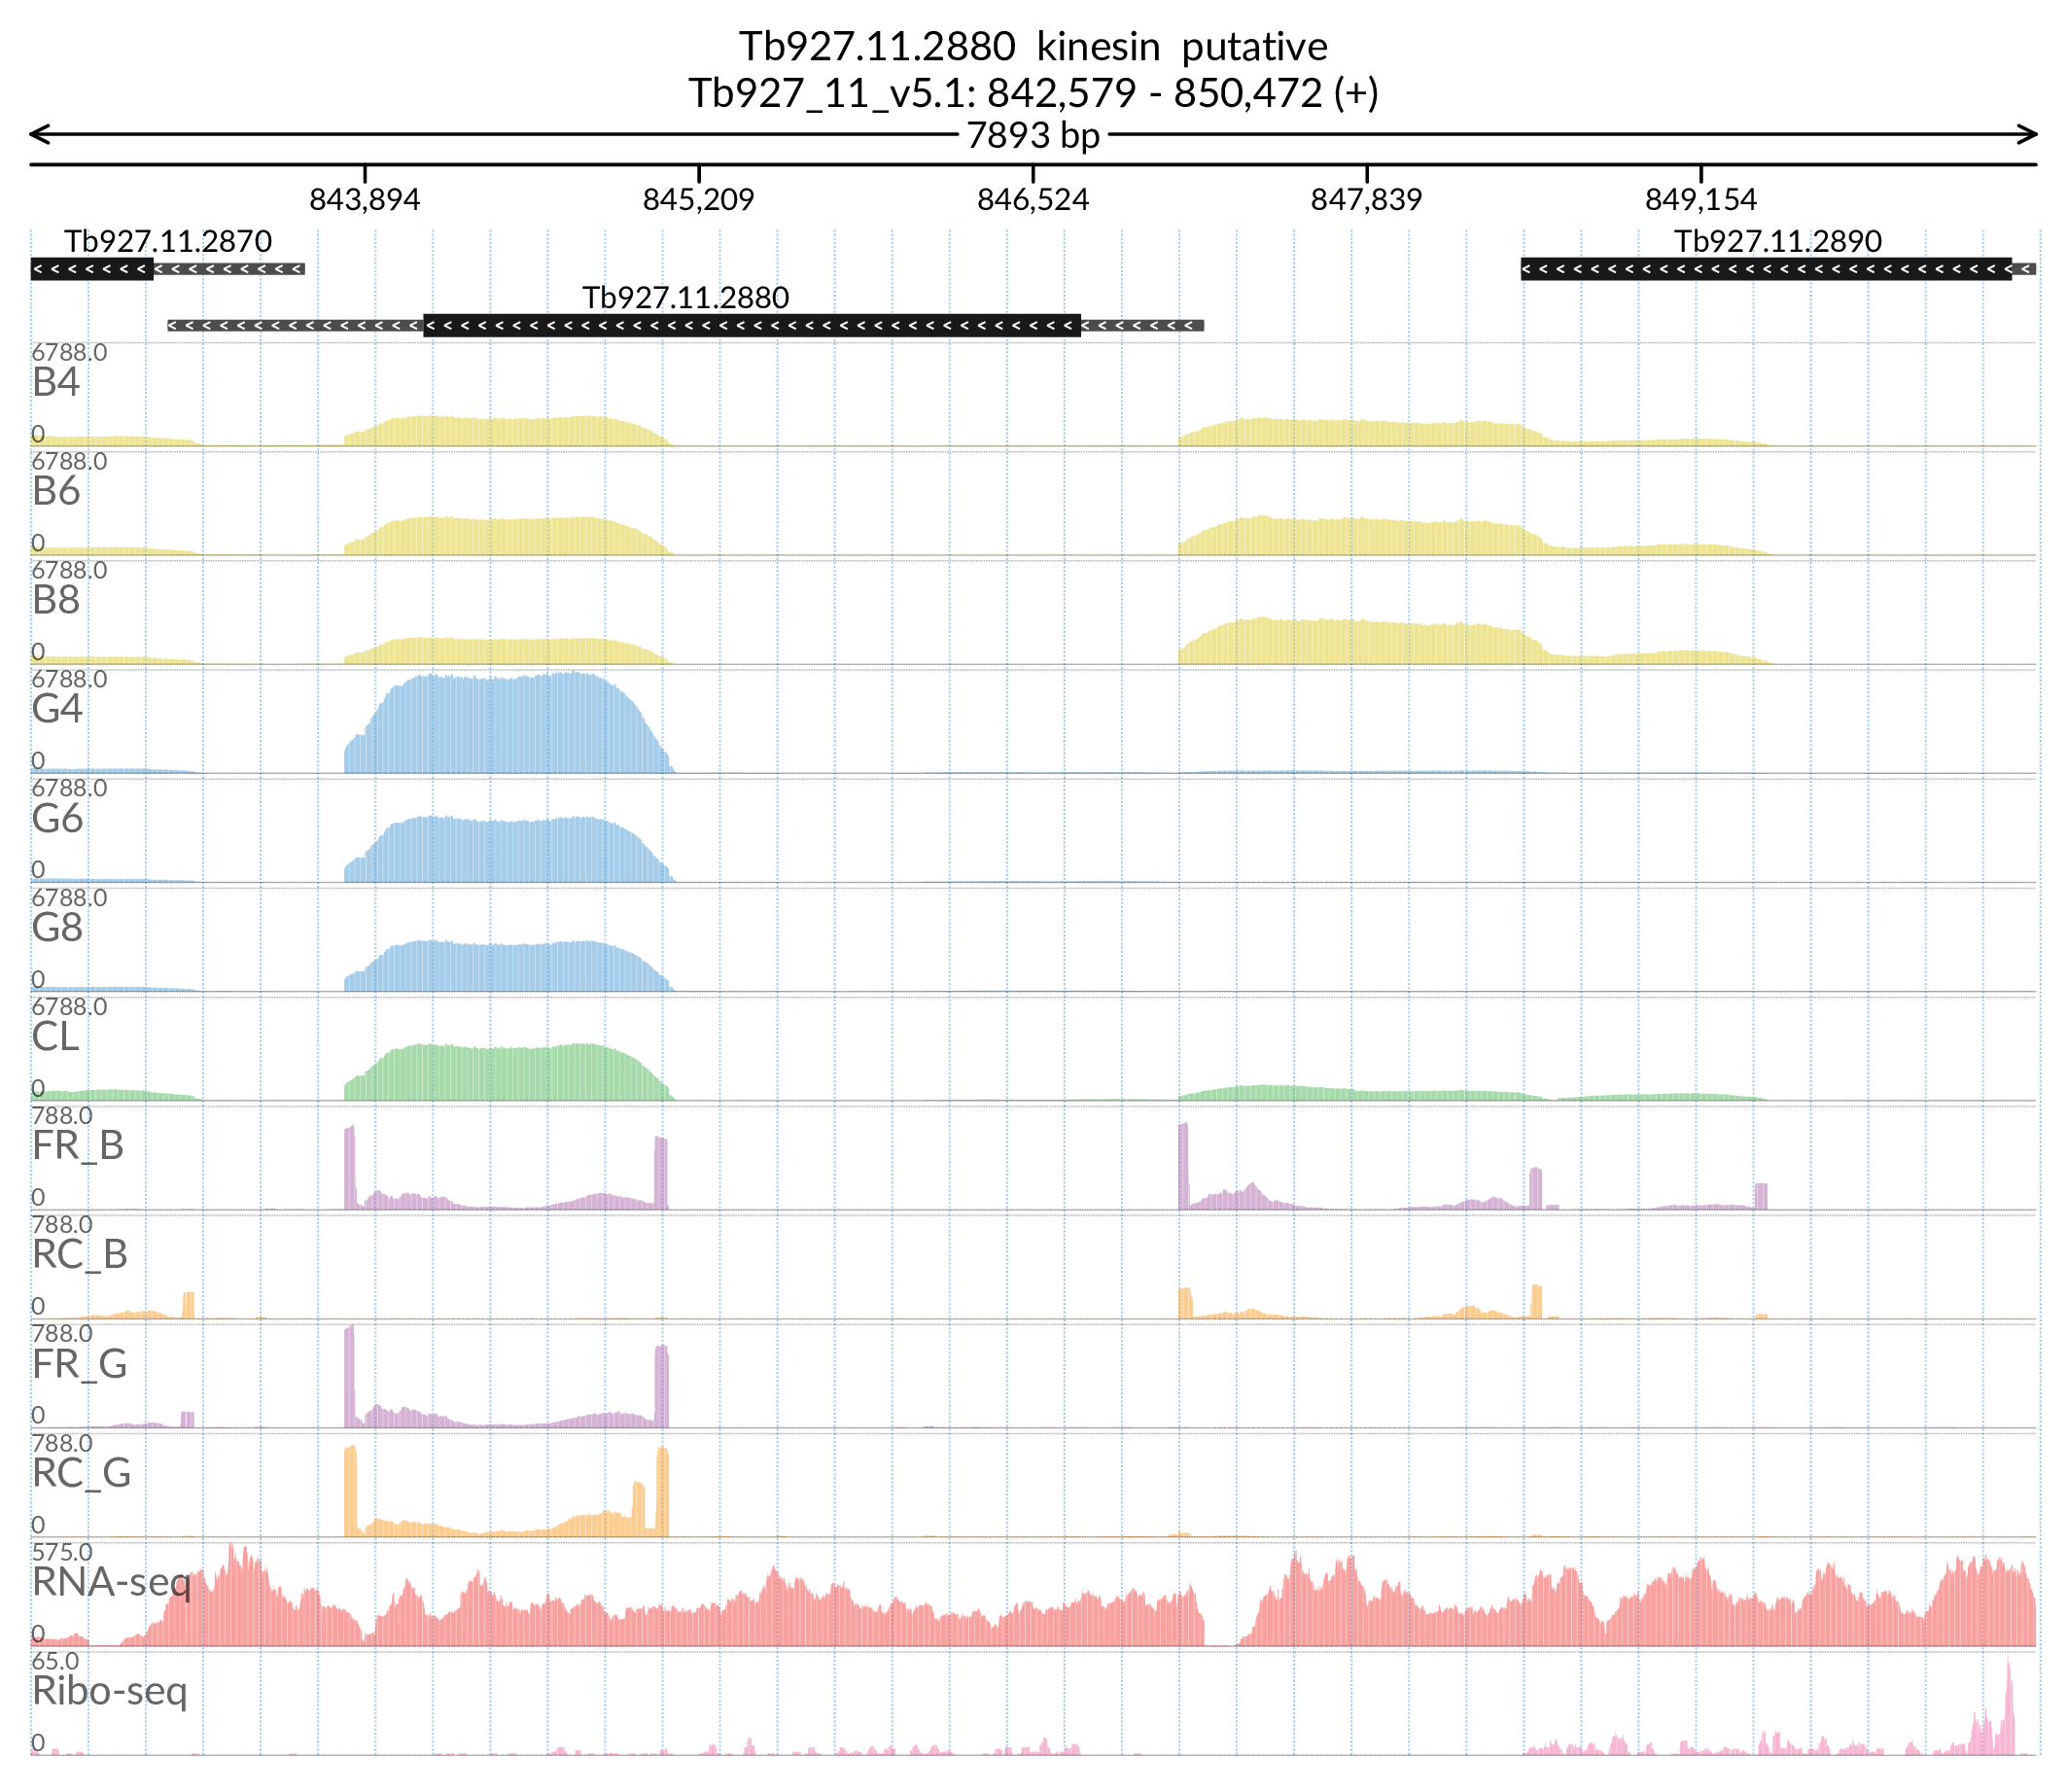 Tb927.11.2880 kinesin putative
Tb927_11_v5.1: 842,579 - 850,472 (+)
7893 bp
843,894 845,209 846,524 847,839 849,154
Tb927.11.2870 Tb927.11.2890
Tb927.11.2880
6788.0
B4
0
6788.0
B6
0
6788.0
B8
0
6788.0
G4
0
6788.0
G6
0
6788.0
G8
0
6788.0
CL
0
788.0
FR_B
0
788.0
RC_B
0
788.0
FR_G
0
788.0
RC_G
0
575.0
RNA-seq
0
65.0
Ribo-seq
0